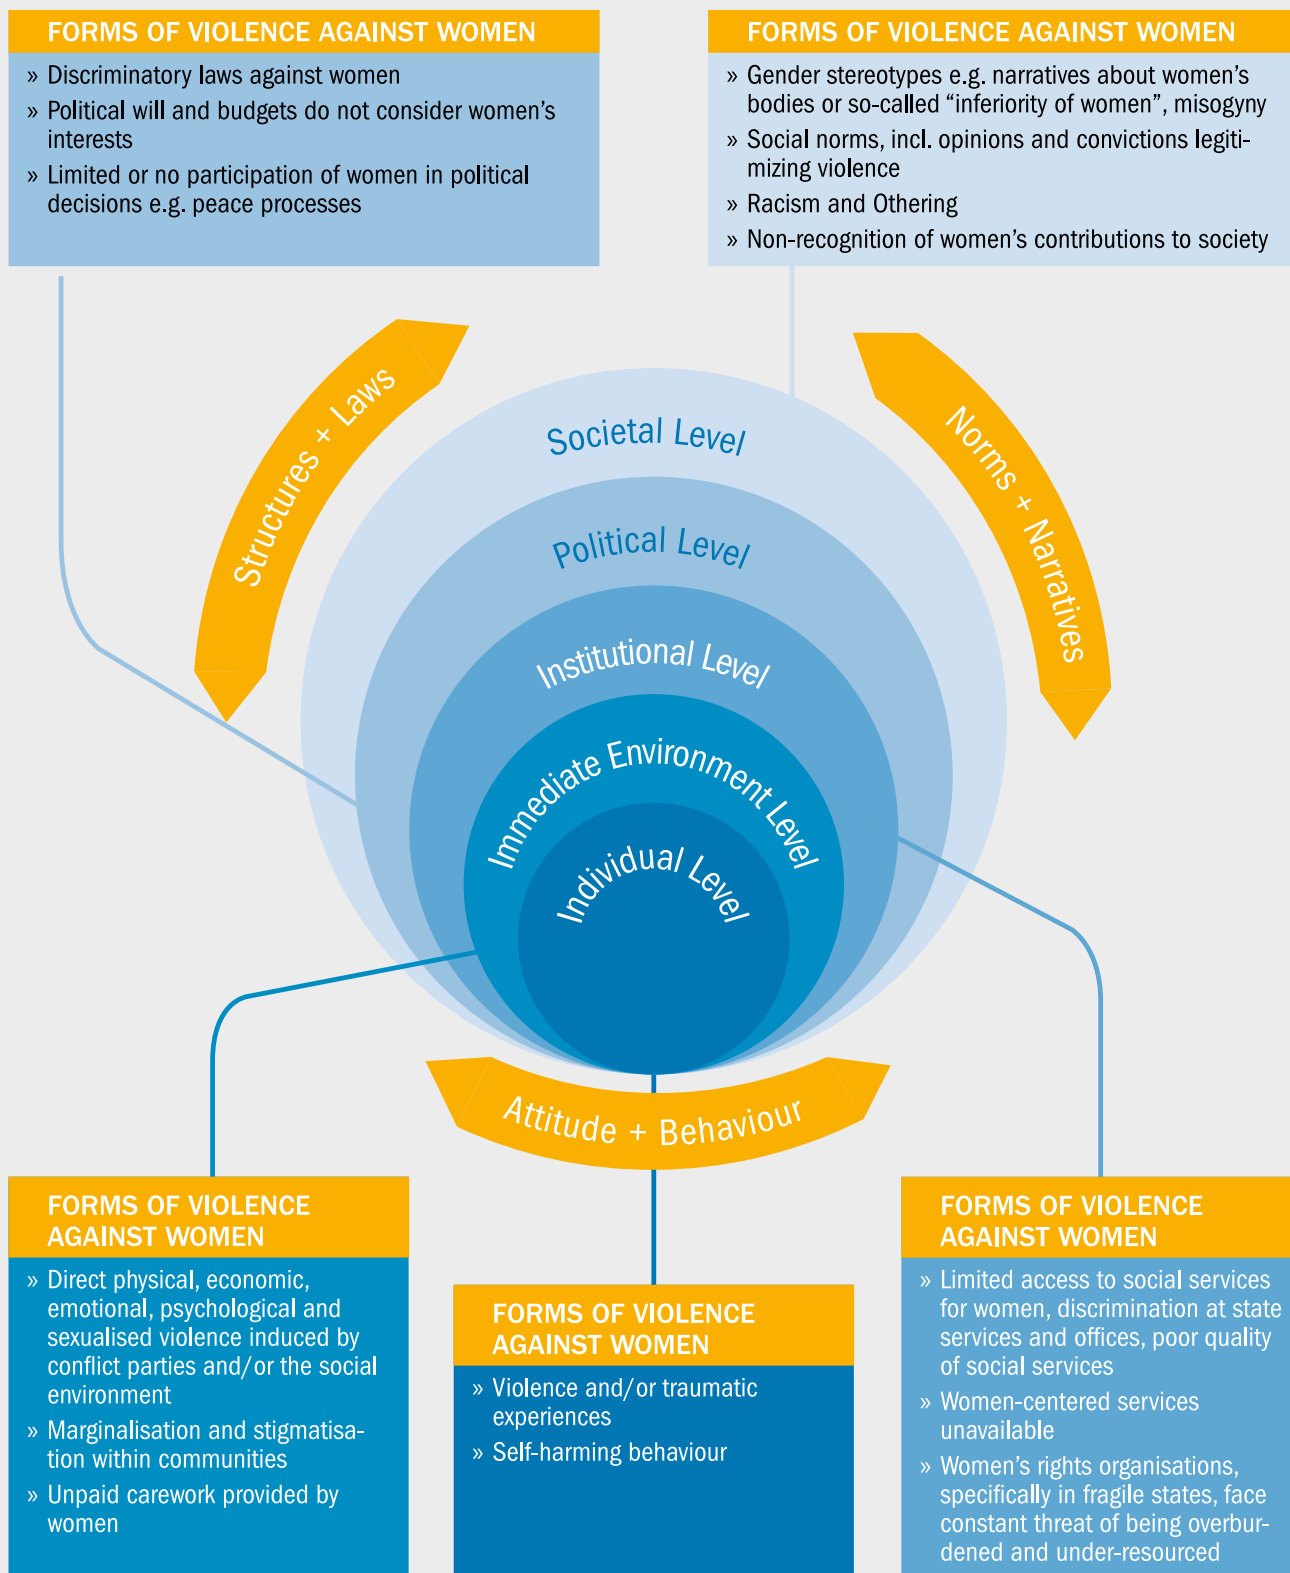 FORMS OF VIOLENCE AGAINST WOMEN
» Discriminatory laws against women
» Political will and budgets do not consider women’s
interests
» Limited or no participation of women in political
decisions e.g. peace processes
FORMS OF VIOLENCE AGAINST WOMEN
» Gender stereotypes e.g. narratives about women’s
bodies or so-called “inferiority of women”, misogyny
» Social norms, incl. opinions and convictions legiti-
mizing violence
» Racism and Othering
» Non-recognition of women’s contributions to society
Structures + Laws
Norms + Narratives
Societal Level
Political Level
Institutional Level
Immediate Environment Level
Individual Level
Attitude + Behaviour
FORMS OF VIOLENCE
AGAINST WOMEN
» Direct physical, economic,
emotional, psychological and
sexualised violence induced by
conflict parties and/or the social
environment
» Marginalisation and stigmatisa-
tion within communities
» Unpaid carework provided by
women
FORMS OF VIOLENCE
AGAINST WOMEN
» Violence and/or traumatic
experiences
» Self-harming behaviour
FORMS OF VIOLENCE
AGAINST WOMEN
» Limited access to social services
for women, discrimination at state
services and offices, poor quality
of social services
» Women-centered services
unavailable
» Women’s rights organisations,
specifically in fragile states, face
constant threat of being overbur-
dened and under-resourced